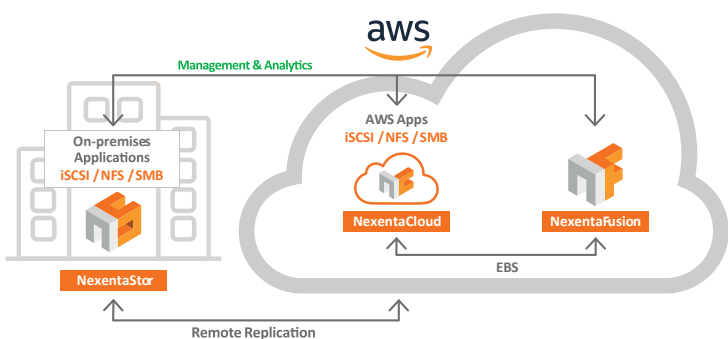 aws
Management & Analytics
On-premises
Applications
iSCSI / NFS / SMB
NexentaStor
AWS Apps
iSCSI / NFS / SMB
NexentaCloud
NexentaFusion
EBS
Remote Replication